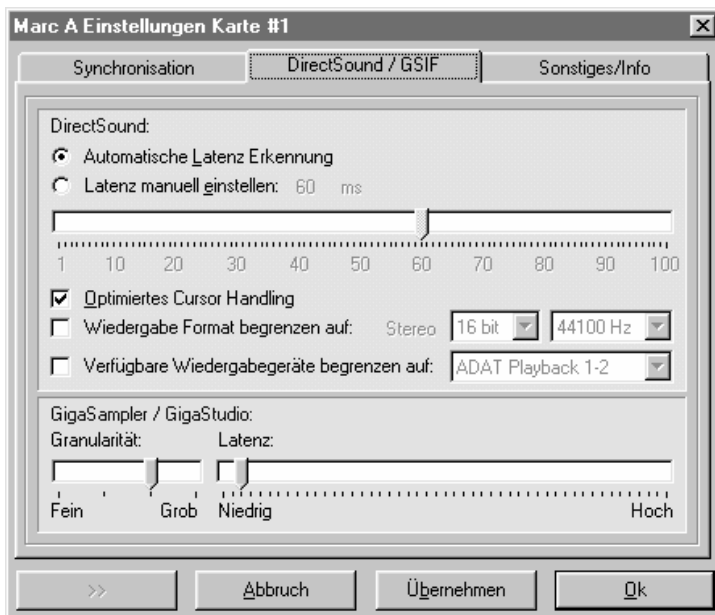 Marc A Einstellungen Karte #1
Synchronisation DirectSound / GSIF Sonstiges/Info
DirectSound:
Automatische Latenz Erkennung
Latenz manuell einstellen: 60 ms
1 10 20 30 40 50 60 70 80 90 100
Optimiertes Cursor Handling
Wiedergabe Format begrenzen auf: Stereo 16 bit 44100 Hz
Verfügbare Wiedergabegeräte begrenzen auf: ADAT Playback 1-2
GigaSampler / GigaStudio:
Granularität: Latenz:
Fein Grob Niedrig Hoch
>> Abbruch Übernehmen Ok